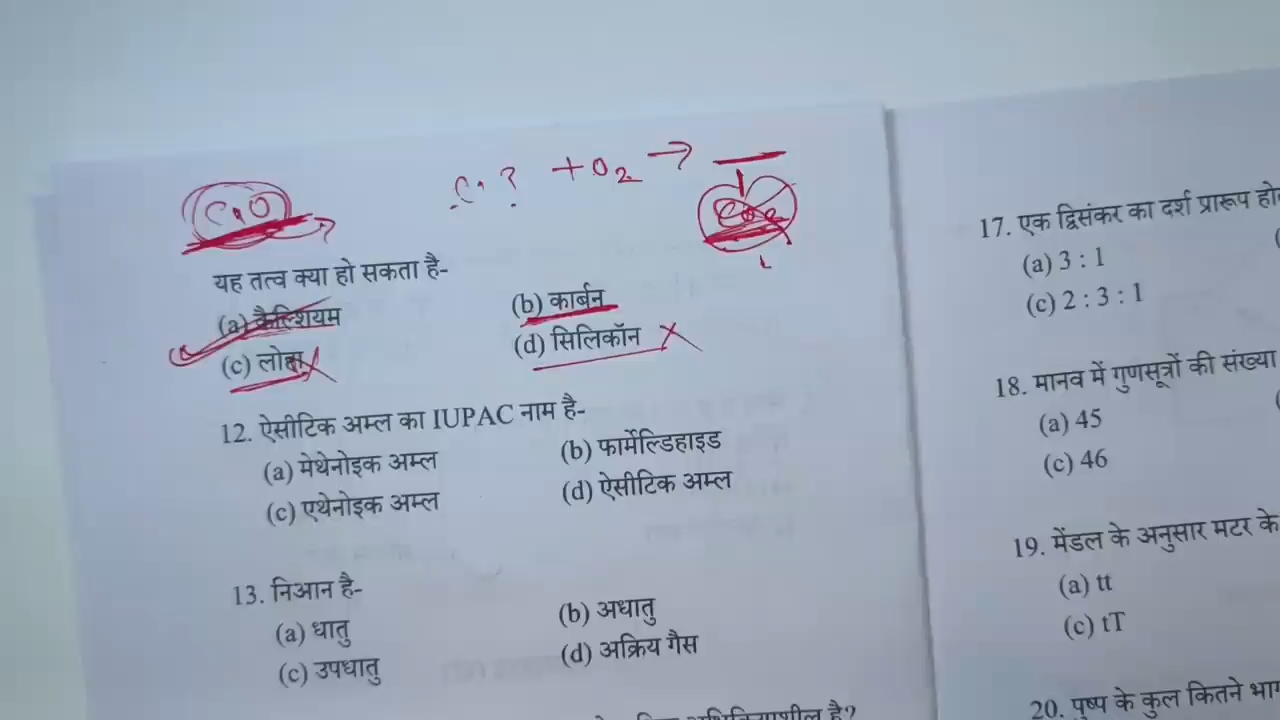 + O₂ →
CaO
यह तत्व क्या हो सकता है-
(a) कैल्शियम
(b) कार्बन
(c) लोहा
(d) सिलिकॉन
12. ऐसीटिक अम्ल का IUPAC नाम है-
(a) मेथेनोइक अम्ल
(b) फार्मेल्डिहाइड
(c) एथेनोइक अम्ल
(d) ऐसीटिक अम्ल
13. निआन है-
(a) धातु
(b) अधातु
(c) उपधातु
(d) अक्रिय गैस
17. एक द्विसंकर का दर्श प्रारूप
(a) 3 : 1
(c) 2 : 3 : 1
18. मानव में गुणसूत्रों की संख्या
(a) 45
(c) 46
19. मेंडल के अनुसार मटर के
(a) tt
(c) tT
20. पुष्प के कुल कितने